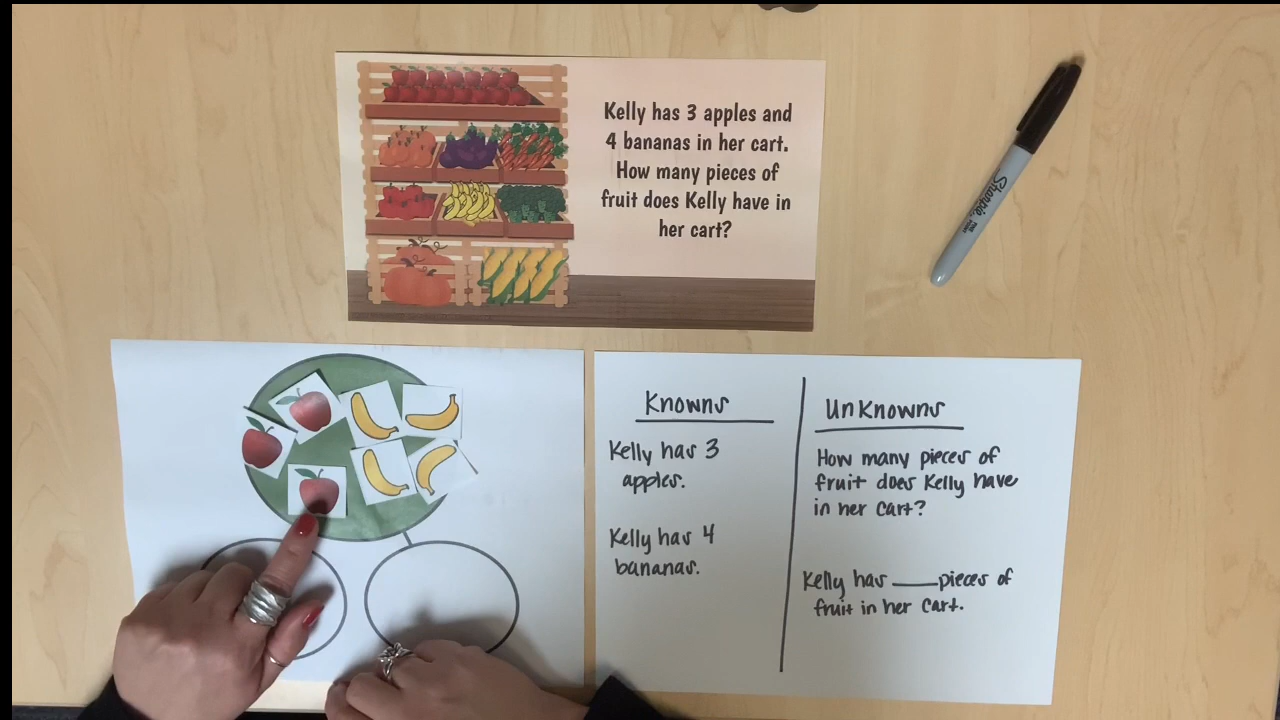 Kelly has 3 apples and
4 bananas in her cart.
How many pieces of
fruit does Kelly have in
her cart?
Sharpie
Knowns
Kelly has 3
apples.
Kelly has 4
bananas.
Unknowns
How many pieces of
fruit does Kelly have
in her cart?
Kelly has ____ pieces of
fruit in her cart.